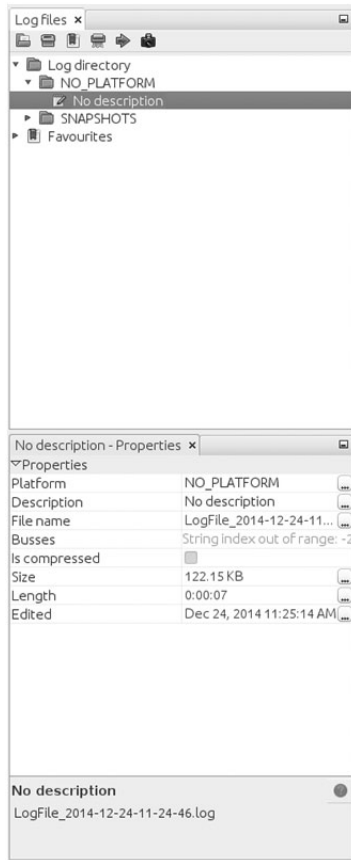 Log files
Log directory
NO_PLATFORM
No description
SNAPSHOTS
Favourites
No description - Properties
Properties
Platform NO_PLATFORM ...
Description No description ...
File name LogFile_2014-12-24-11... ...
Busses String index out of range: -2
Is compressed
Size 122.15 KB ...
Length 0:00:07 ...
Edited Dec 24, 2014 11:25:14 AM ...
No description
LogFile_2014-12-24-11-24-46.log